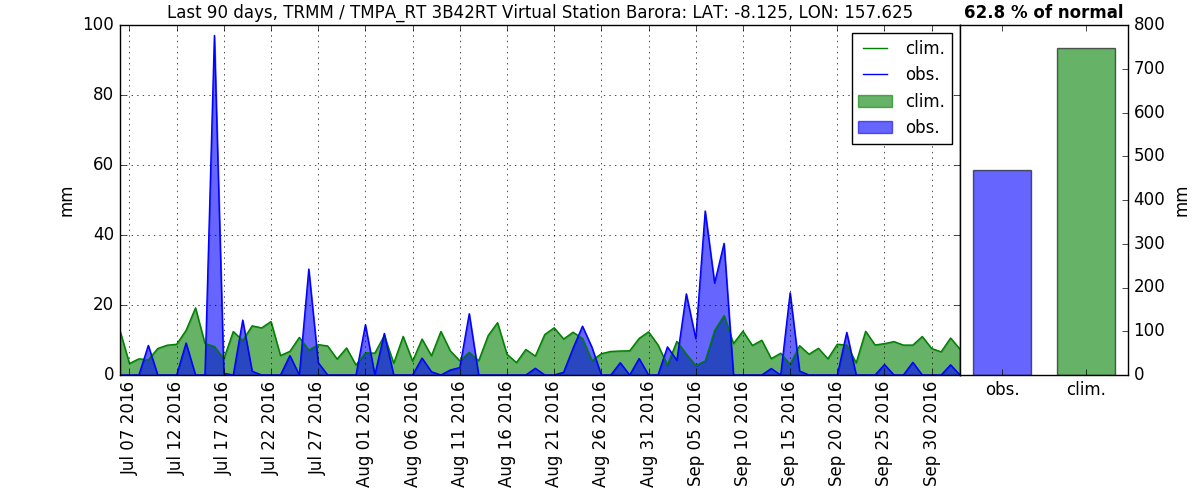 Last 90 days, TRMM / TMPA_RT 3B42RT Virtual Station Barora: LAT: -8.125, LON: 157.625
62.8 % of normal
100
80
60
40
20
0
mm
clim.
obs.
clim.
obs.
800
700
600
500
400
300
200
100
0
mm
obs.
clim.
Jul 07 2016
Jul 12 2016
Jul 17 2016
Jul 22 2016
Jul 27 2016
Aug 01 2016
Aug 06 2016
Aug 11 2016
Aug 16 2016
Aug 21 2016
Aug 26 2016
Aug 31 2016
Sep 05 2016
Sep 10 2016
Sep 15 2016
Sep 20 2016
Sep 25 2016
Sep 30 2016